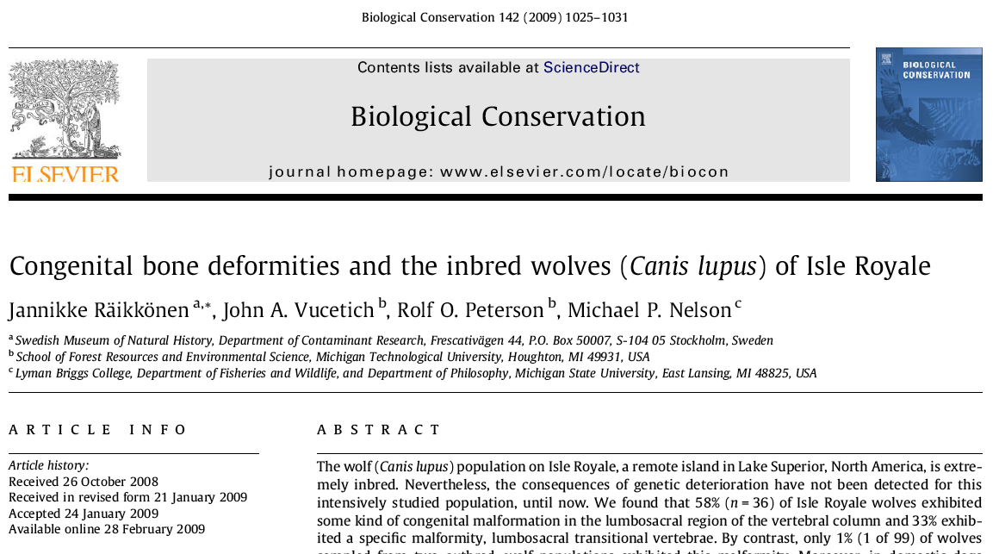 Biological Conservation 142 (2009) 1025–1031
Contents lists available at ScienceDirect
Biological Conservation
journal homepage: www.elsevier.com/locate/biocon
ELSEVIER
BIOLOGICAL
CONSERVATION
Congenital bone deformities and the inbred wolves (Canis lupus) of Isle Royale
Jannikke Räikkönen a,*, John A. Vucetich b, Rolf O. Peterson b, Michael P. Nelson c
a Swedish Museum of Natural History, Department of Contaminant Research, Frescativägen 44, P.O. Box 50007, S-104 05 Stockholm, Sweden
b School of Forest Resources and Environmental Science, Michigan Technological University, Houghton, MI 49931, USA
c Lyman Briggs College, Department of Fisheries and Wildlife, and Department of Philosophy, Michigan State University, East Lansing, MI 48825, USA
ARTICLE INFO
Article history:
Received 26 October 2008
Received in revised form 21 January 2009
Accepted 24 January 2009
Available online 28 February 2009
ABSTRACT
The wolf (Canis lupus) population on Isle Royale, a remote island in Lake Superior, North America, is extre-
mely inbred. Nevertheless, the consequences of genetic deterioration have not been detected for this
intensively studied population, until now. We found that 58% (n = 36) of Isle Royale wolves exhibited
some kind of congenital malformation in the lumbosacral region of the vertebral column and 33% exhib-
ited a specific malformity, lumbosacral transitional vertebrae. By contrast, only 1% (1 of 99) of wolves